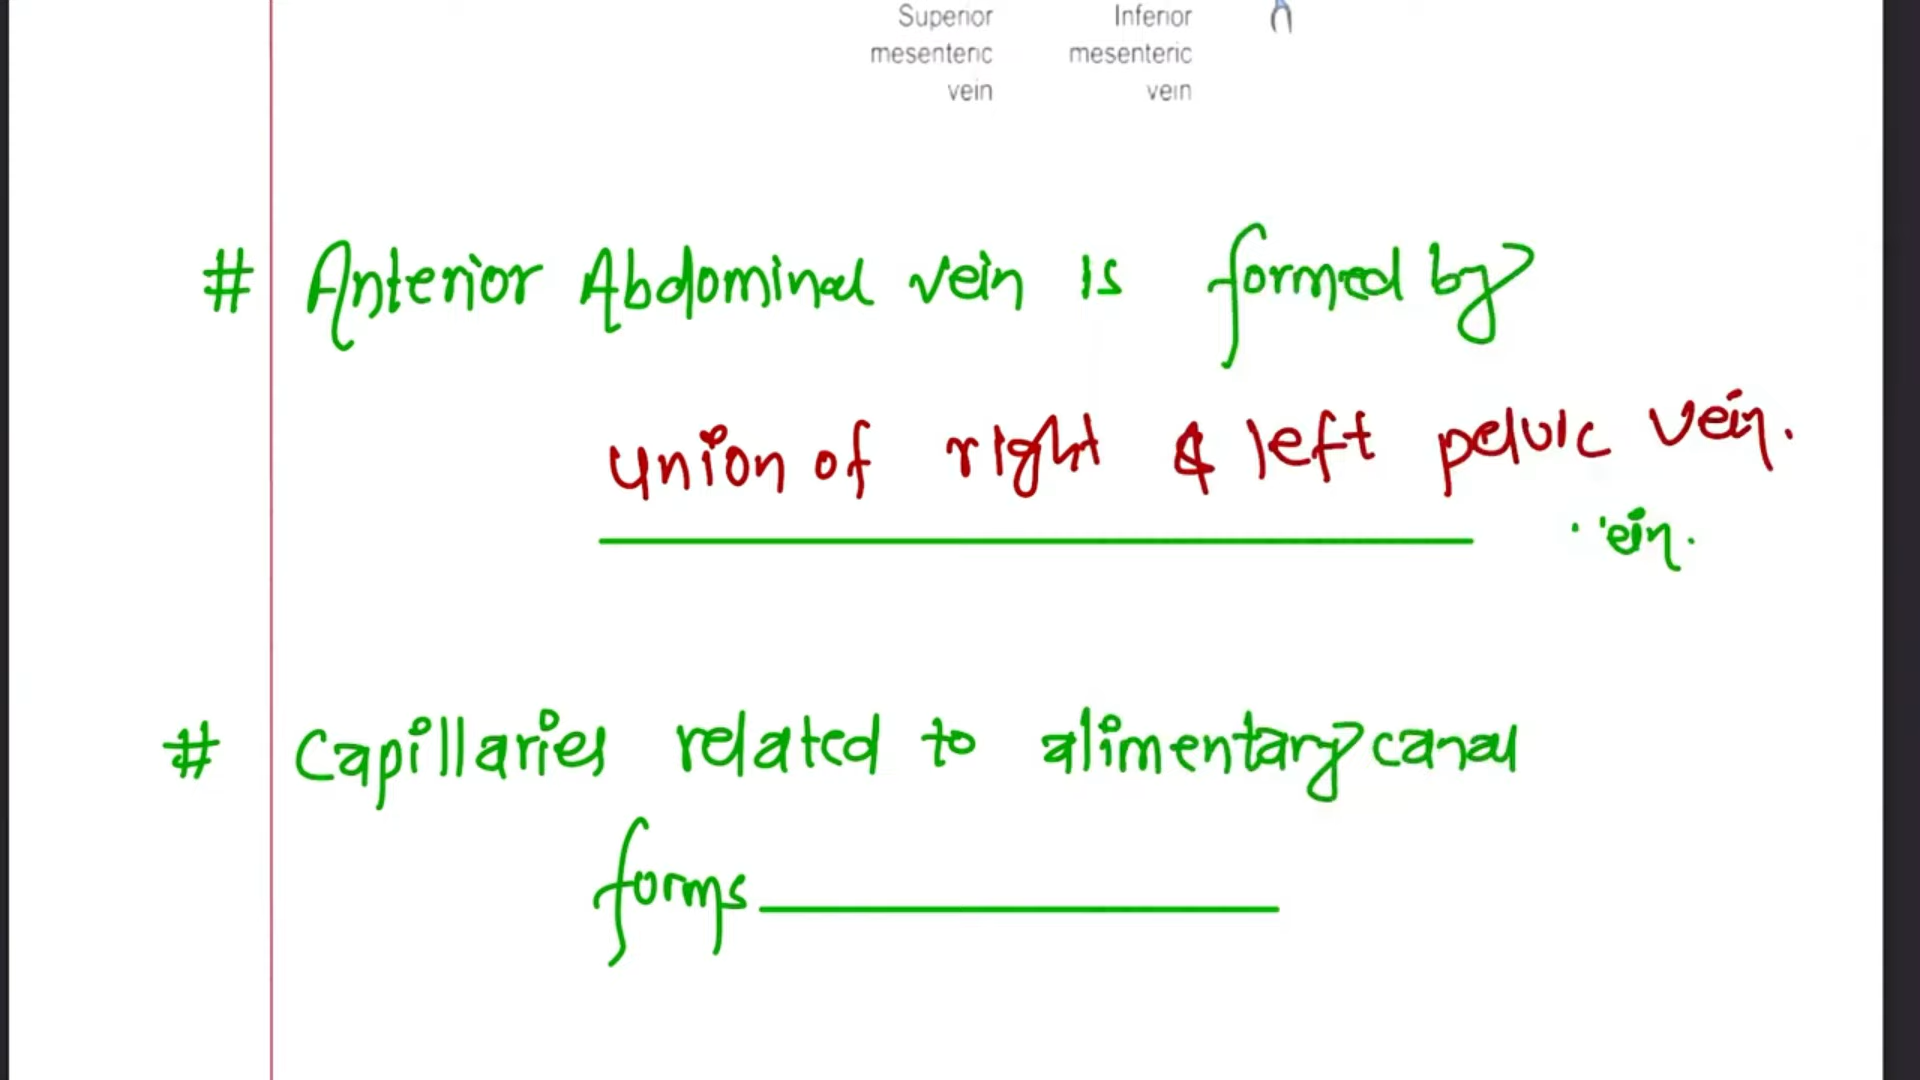 Superior Inferior
mesenteric mesenteric
vein vein
# Anterior Abdominal vein is formed by
union of right & left pelvic vein.
ein.
# Capillaries related to alimentary canal
forms